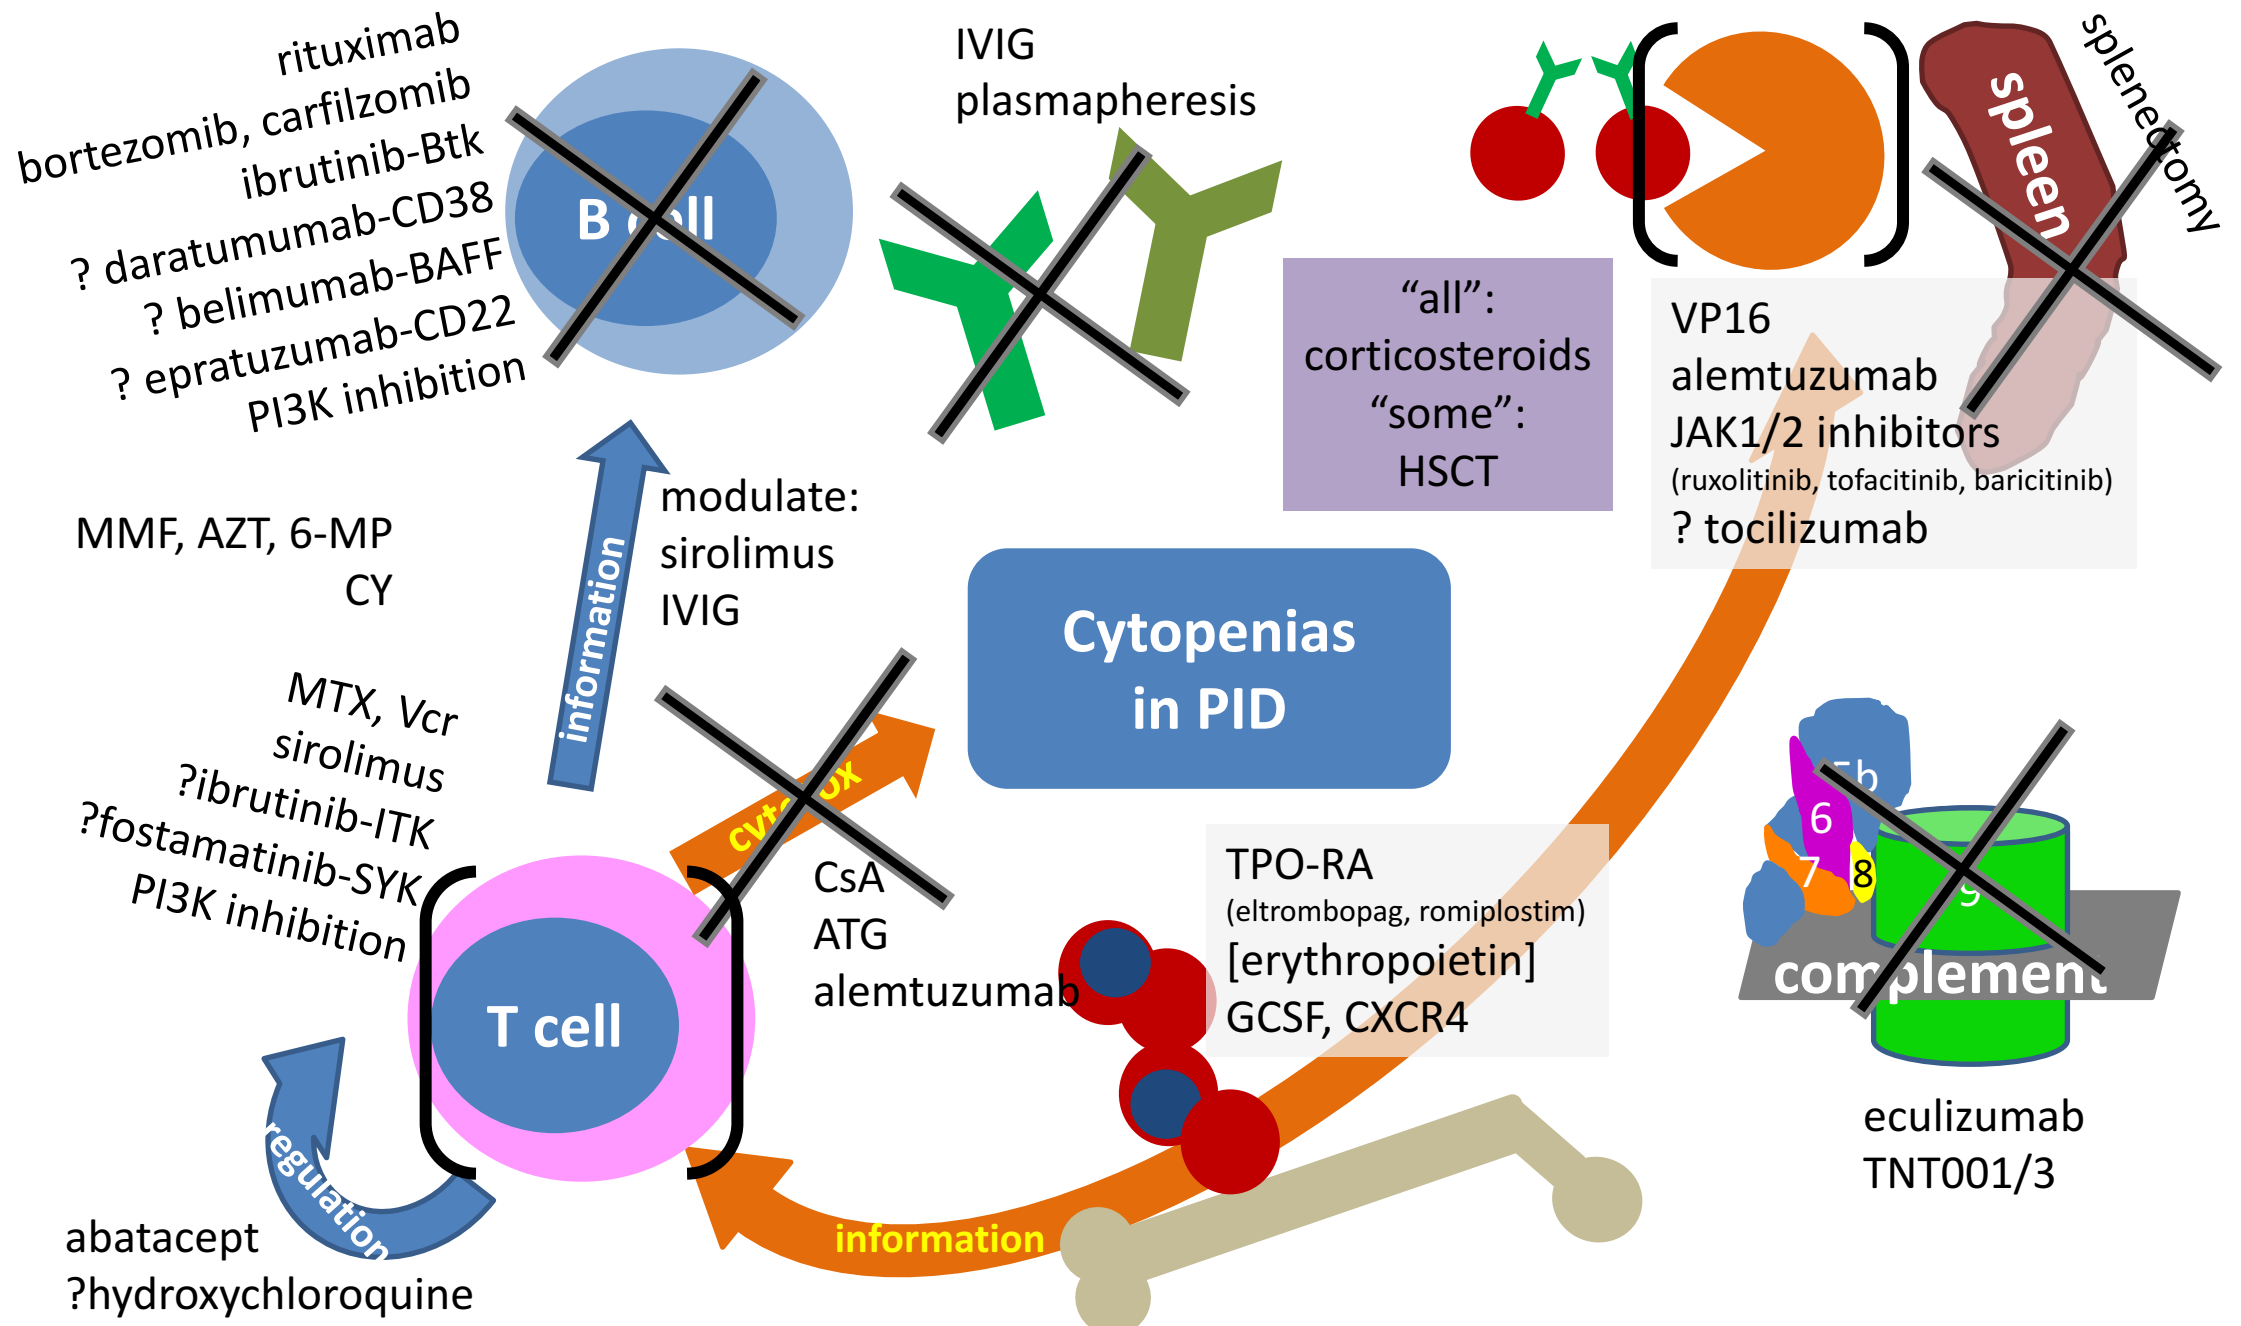 rituximab
bortezomib, carfilzomib
ibrutinib-Btk
? daratumumab-CD38
? belimumab-BAFF
? epratuzumab-CD22
PI3K inhibition
B cell
IVIG
plasmapheresis
spleen
splenectomy
“all”:
corticosteroids
“some”:
HSCT
VP16
alemtuzumab
JAK1/2 inhibitors
(ruxolitinib, tofacitinib, baricitinib)
? tocilizumab
MMF, AZT, 6-MP
CY
information
modulate:
sirolimus
IVIG
Cytopenias
in PID
MTX, Vcr
sirolimus
?ibrutinib-ITK
?fostamatinib-SYK
PI3K inhibition
cytotox
CsA
ATG
alemtuzumab
T cell
regulation
abatacept
?hydroxychloroquine
information
TPO-RA
(eltrombopag, romiplostim)
[erythropoietin]
GCSF, CXCR4
5b
6
7
8
9
complement
eculizumab
TNT001/3